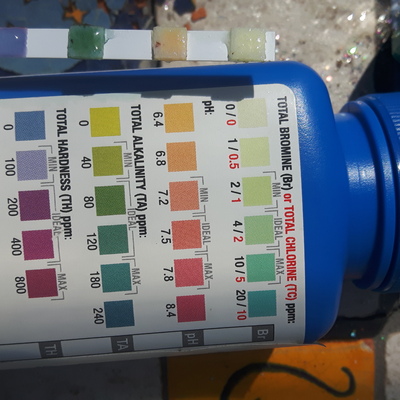 TOTAL BROMINE (Br) or TOTAL CHLORINE (TC) ppm:
0/0 1/0.5 2/1 4/2 10/5 20/10
MIN IDEAL MAX
Br
pH:
6.4 6.8 7.2 7.5 7.8 8.4
MIN IDEAL MAX
pH
TOTAL ALKALINITY (TA) ppm:
0 40 80 120 180 240
MIN IDEAL MAX
TA
TOTAL HARDNESS (TH) ppm:
0 100 200 400 800
MIN IDEAL MAX
TH